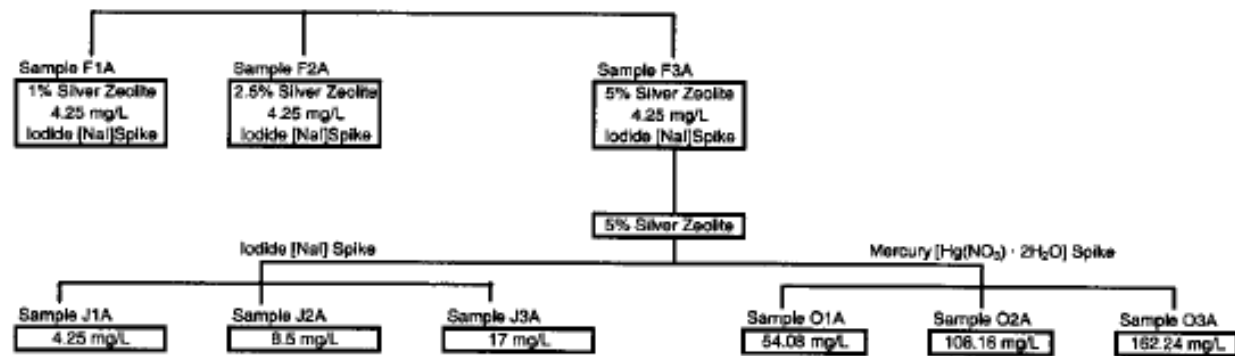 Sample F1A
1% Silver Zeolite
4.25 mg/L
Iodide [NaI]Spike
Sample F2A
2.5% Silver Zeolite
4.25 mg/L
Iodide [NaI]Spike
Sample F3A
5% Silver Zeolite
4.25 mg/L
Iodide [NaI]Spike
5% Silver Zeolite
Iodide [NaI] Spike
Mercury [Hg(NO₃) · 2H₂O] Spike
Sample J1A
4.25 mg/L
Sample J2A
8.5 mg/L
Sample J3A
17 mg/L
Sample O1A
54.08 mg/L
Sample O2A
108.16 mg/L
Sample O3A
162.24 mg/L